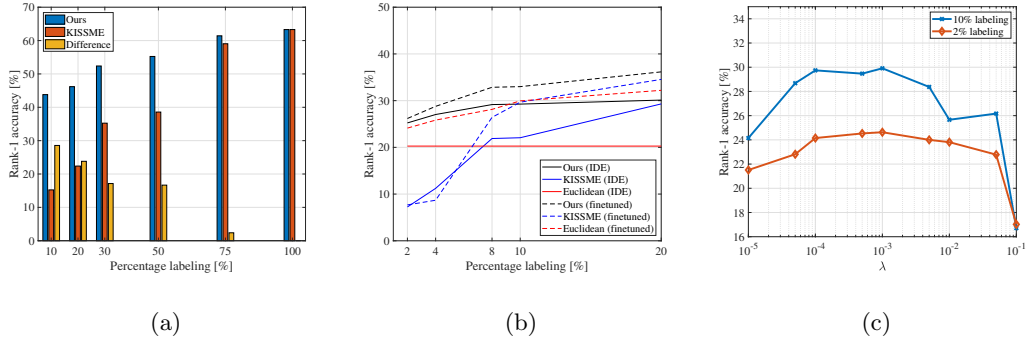 70
60
50
40
30
20
10
0
Rank-1 accuracy [%]
Ours
KISSME
Difference
10 20 30 50 75 100
Percentage labeling [%]
(a)
50
40
30
20
10
0
Rank-1 accuracy [%]
Ours (IDE)
KISSME (IDE)
Euclidean (IDE)
Ours (finetuned)
KISSME (finetuned)
Euclidean (finetuned)
2 4 8 10 20
Percentage labeling [%]
(b)
34
32
30
28
26
24
22
20
18
16
Rank-1 accuracy [%]
10% labeling
2% labeling
10⁻⁵ 10⁻⁴ 10⁻³ 10⁻² 10⁻¹
λ
(c)